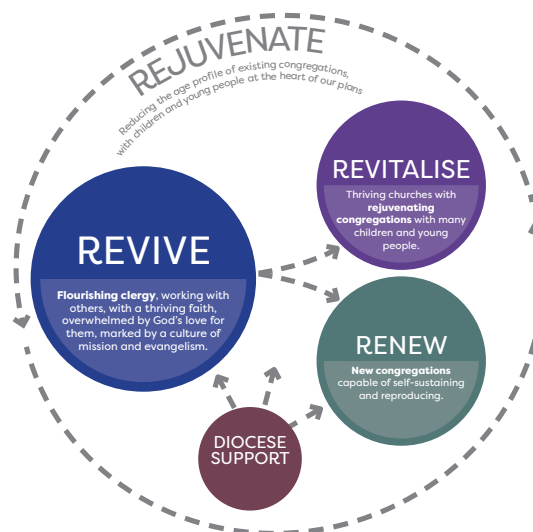 REJUVENATE
Reducing the age profile of existing congregations,
with children and young people at the heart of our plans
REVITALISE
Thriving churches with
rejuvenating
congregations with many
children and young
people.
REVIVE
Flourishing clergy, working with
others, with a thriving faith,
overwhelmed by God's love for
them, marked by a culture of
mission and evangelism.
RENEW
New congregations
capable of self-sustaining
and reproducing.
DIOCESE
SUPPORT